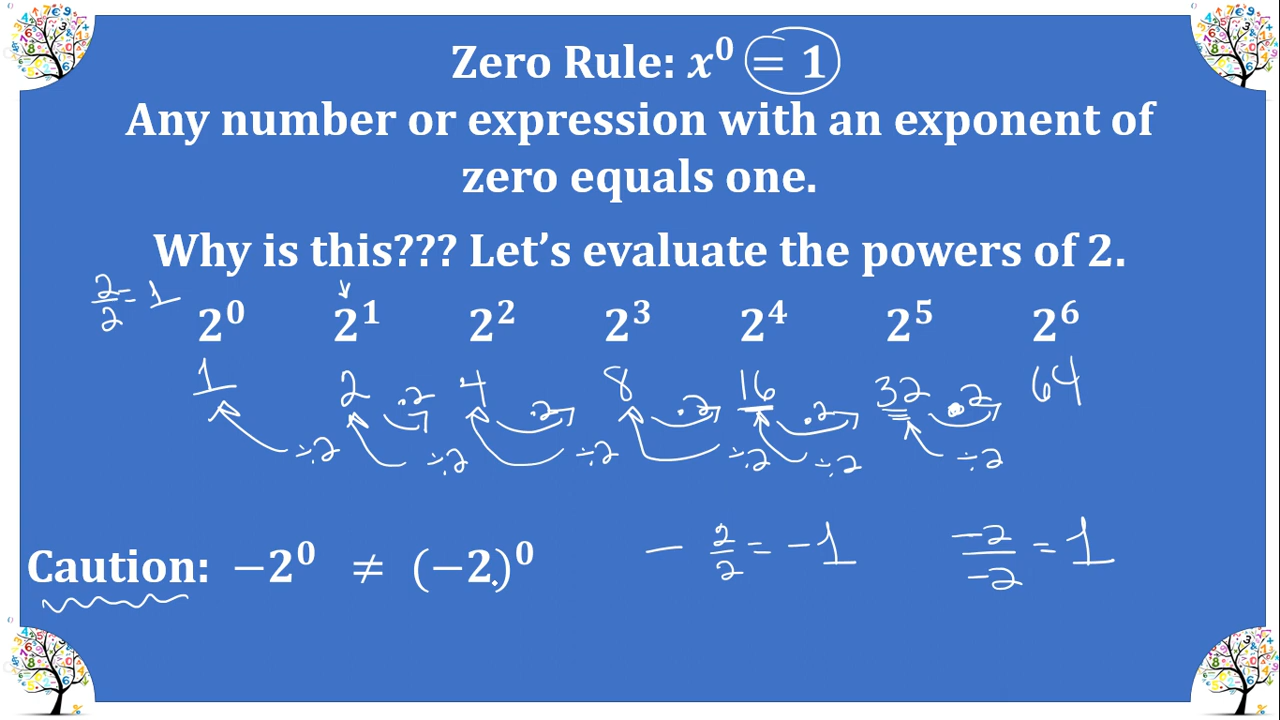 Zero Rule: x⁰ = 1
Any number or expression with an exponent of
zero equals one.
Why is this??? Let's evaluate the powers of 2.
2/2 = 1
2⁰ 2¹ 2² 2³ 2⁴ 2⁵ 2⁶
1 2 4 8 16 32 64
·2 ·2 ·2 ·2 ·2
÷2 ÷2 ÷2 ÷2 ÷2 ÷2
Caution: −2⁰ ≠ (−2)⁰ − 2/2 = −1 −2/−2 = 1